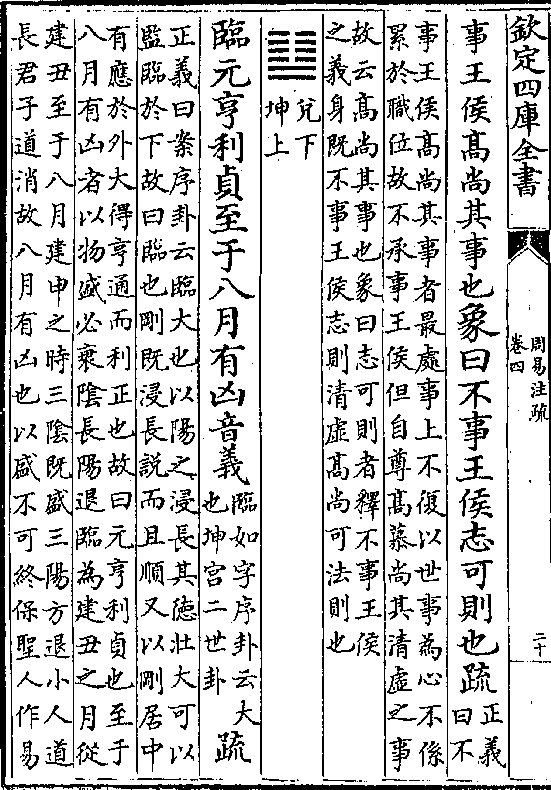 欽定四庫全書
周易注疏
卷四
二十
事王侯髙尚其事也象曰不事王侯志可則也疏
正義
曰不
事王侯髙尚其事者最處事上不復以世事為心不係
累於職位故不承事王侯但自尊髙慕尚其清虚之事
故云髙尚其事也象曰志可則者釋不事王侯
之義身既不事王侯志則清虚髙尚可法則也
兌下
坤上
臨元亨利貞至于八月有凶音義
臨如字序卦云大
也坤宫二世卦
疏
正義曰案序卦云臨大也以陽之浸長其徳壯大可以
監臨於下故曰臨也剛既浸長說而且順又以剛居中
有應於外大得亨通而利正也故曰元亨利貞也至于
八月有凶者以物盛必衰隂長陽退臨為建丑之月從
建丑至于八月建申之時三隂既盛三陽方退小人道
長君子道消故八月有凶也以盛不可終保聖人作易